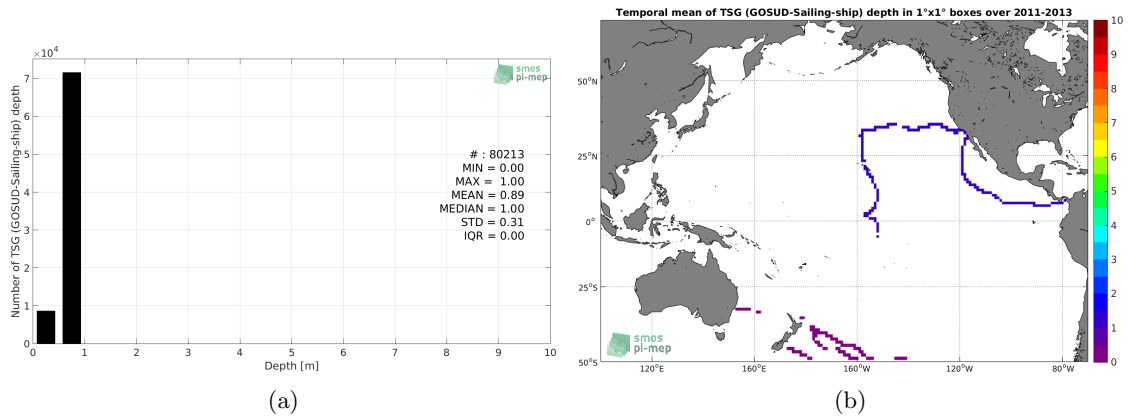 ×10⁴
7
6
5
4
3
2
1
0
0 1 2 3 4 5 6 7 8 9 10
Number of TSG (GOSUD-Sailing-ship) depth
Depth [m]
smos
pi-mep
# : 80213
MIN = 0.00
MAX = 1.00
MEAN = 0.89
MEDIAN = 1.00
STD = 0.31
IQR = 0.00
(a)
Temporal mean of TSG (GOSUD-Sailing-ship) depth in 1°x1° boxes over 2011-2013
50°N
25°N
0°
25°S
50°S
120°E 160°E 160°W 120°W 80°W
smos
pi-mep
10
9
8
7
6
5
4
3
2
1
0
(b)